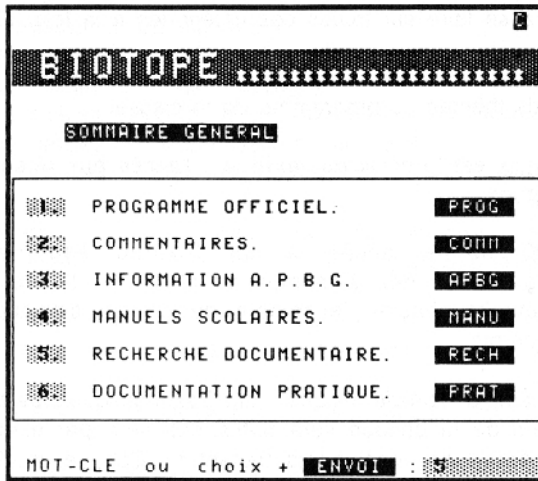 C
BIOTOPE
SOMMAIRE GENERAL
1. PROGRAMME OFFICIEL. PROG
2. COMMENTAIRES. COMM
3. INFORMATION A.P.B.G. APBG
4. MANUELS SCOLAIRES. MANU
5. RECHERCHE DOCUMENTAIRE. RECH
6. DOCUMENTATION PRATIQUE. PRAT
MOT-CLE ou choix + ENVOI : 5